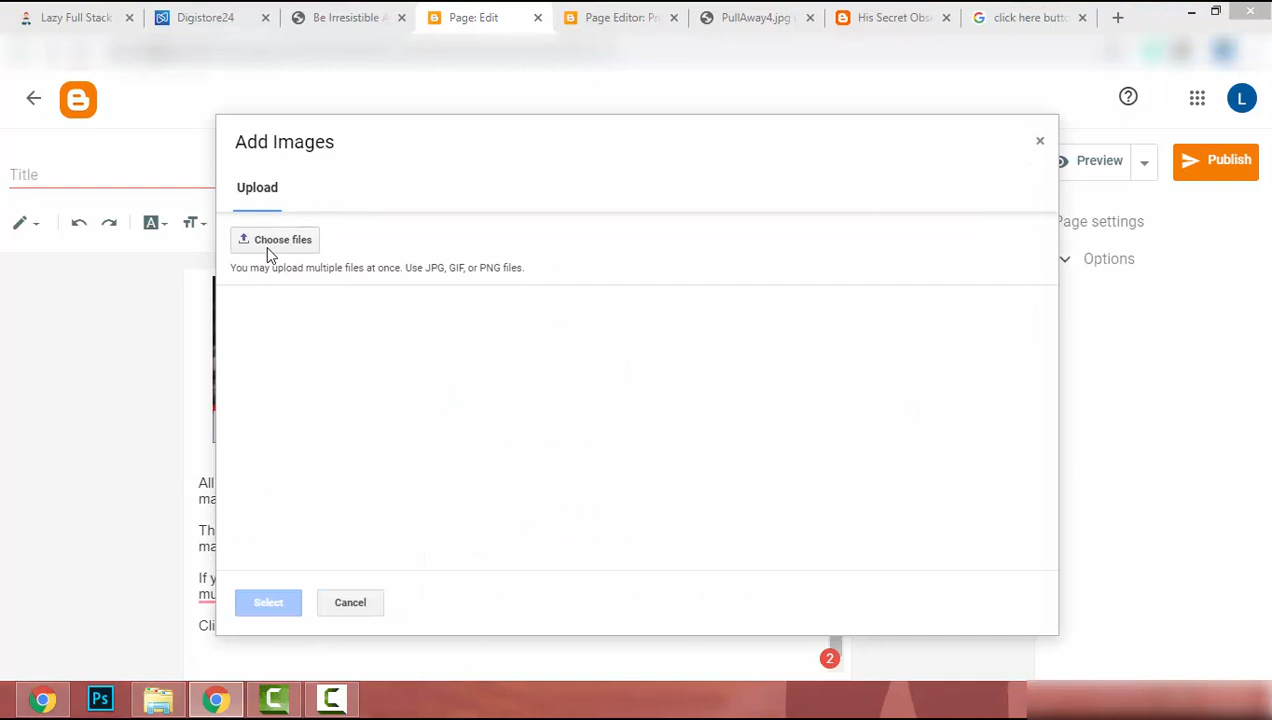 Lazy Full Stack
Digistore24
Be Irresistible A
Page: Edit
Page Editor: Pr
PullAway4.jpg (
His Secret Obs
click here butto
L
Add Images
Title
Preview
Publish
Upload
Page settings
Choose files
Options
You may upload multiple files at once. Use JPG, GIF, or PNG files.
All
ma
Th
ma
If y
mu
Cli
Select
Cancel
2
Ps